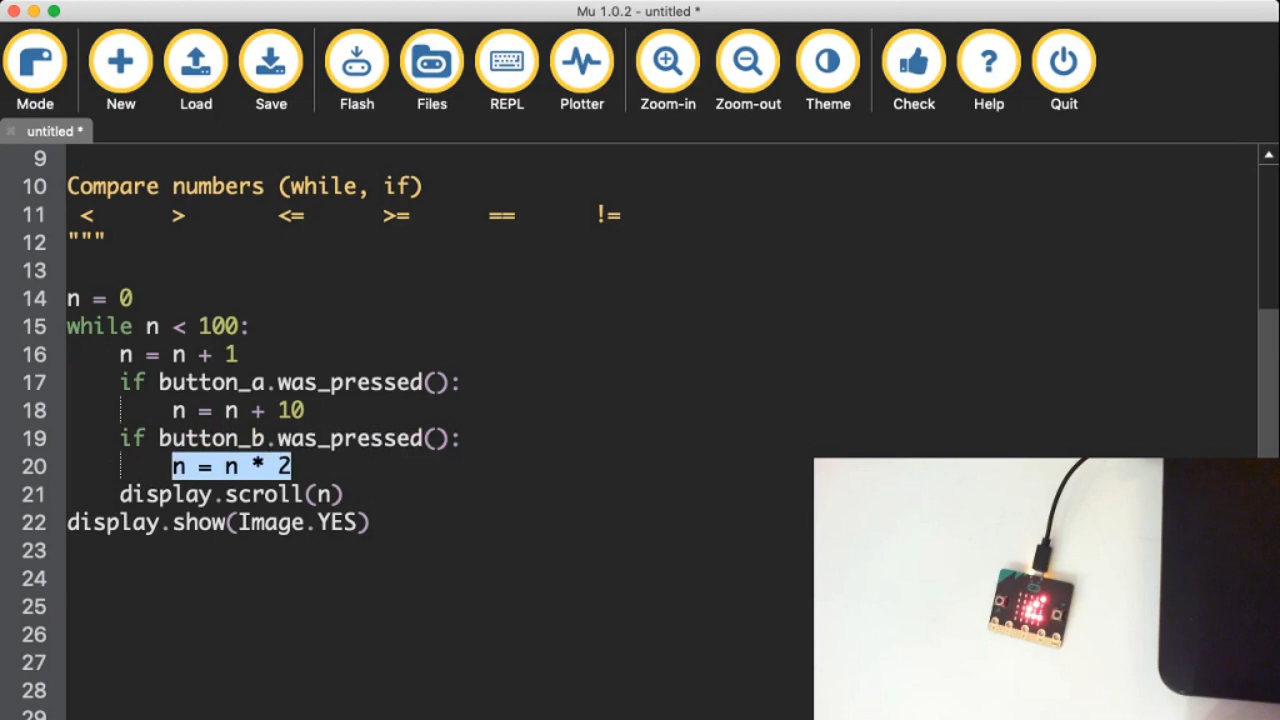 Mu 1.0.2 - untitled *
Mode New Load Save Flash Files REPL Plotter Zoom-in Zoom-out Theme Check Help Quit
untitled *
9
10 Compare numbers (while, if)
11 < > <= >= == !=
12 """
13
14 n = 0
15 while n < 100:
16 n = n + 1
17 if button_a.was_pressed():
18 n = n + 10
19 if button_b.was_pressed():
20 n = n * 2
21 display.scroll(n)
22 display.show(Image.YES)
23
24
25
26
27
28
29